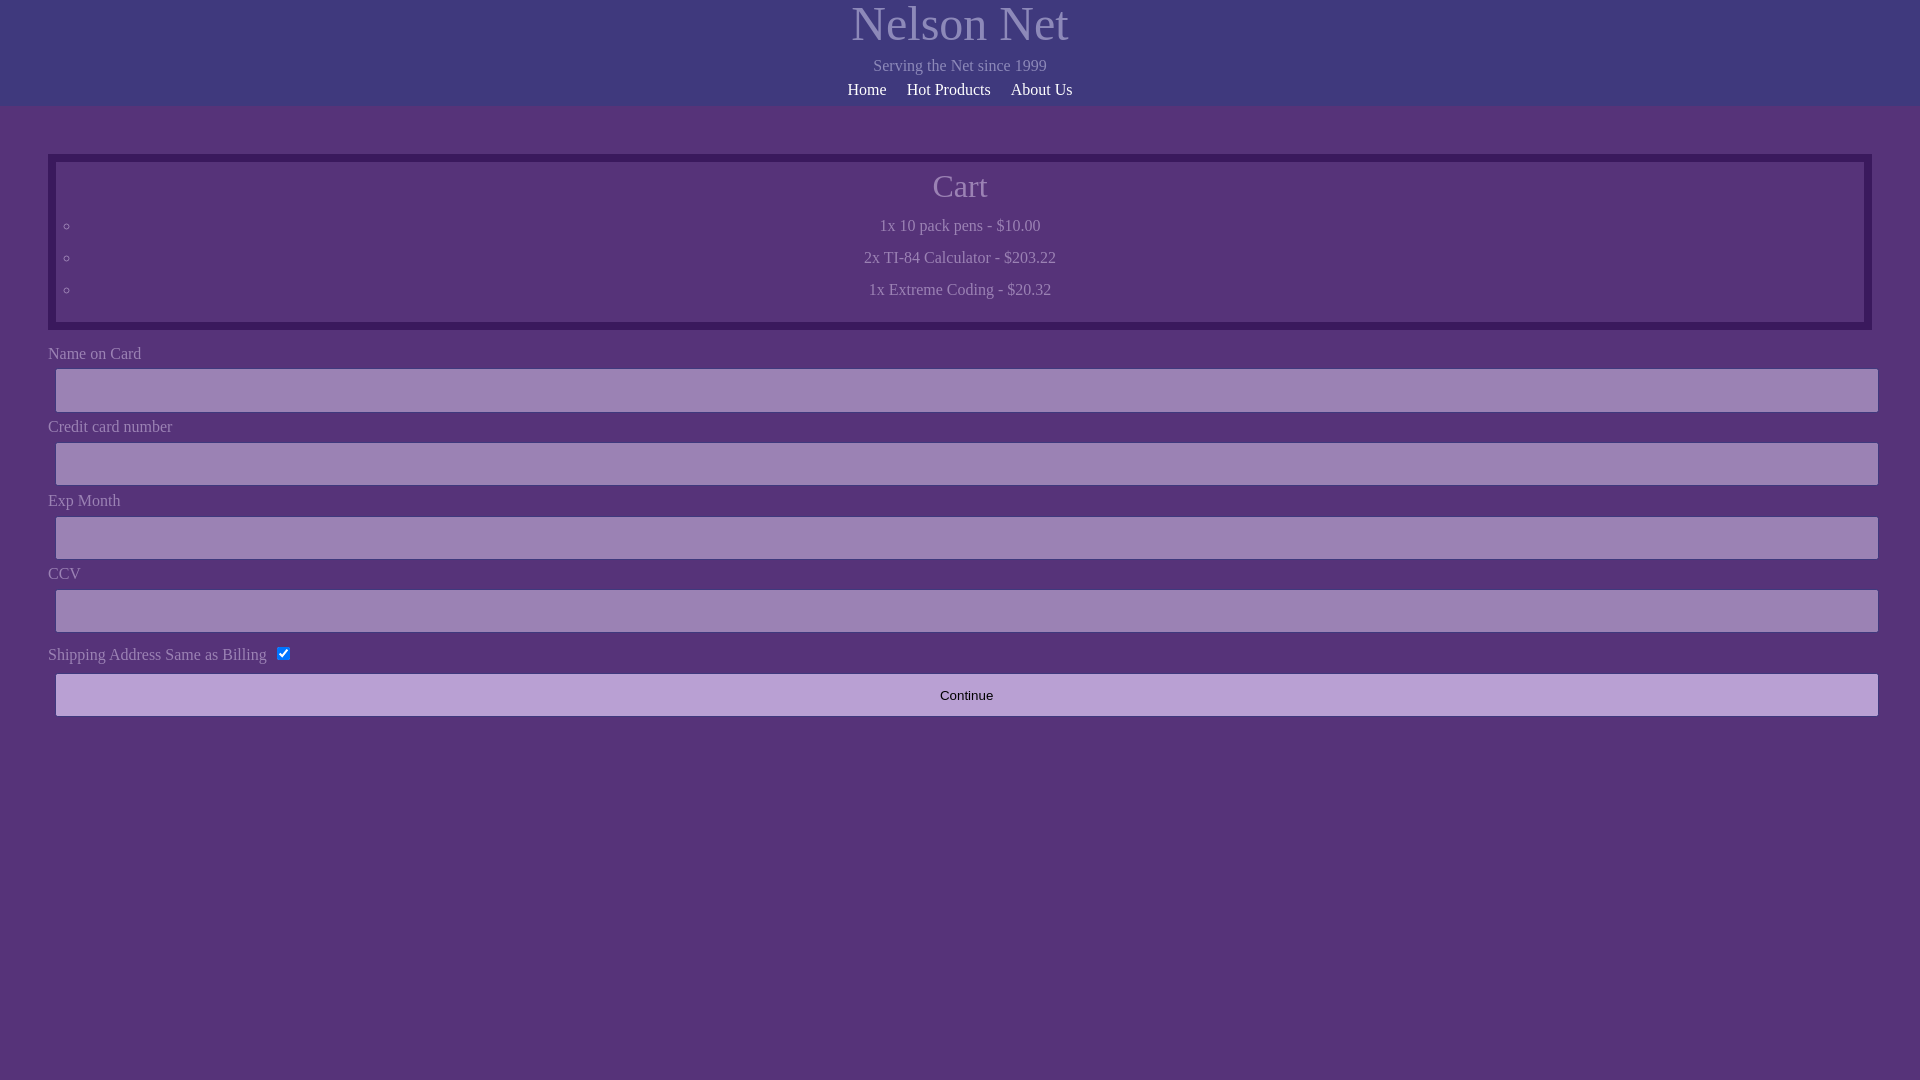 Nelson Net
Serving the Net since 1999
Home Hot Products About Us
Cart
1x 10 pack pens - $10.00
2x TI-84 Calculator - $203.22
1x Extreme Coding - $20.32
Name on Card
Credit card number
Exp Month
CCV
Shipping Address Same as Billing
Continue